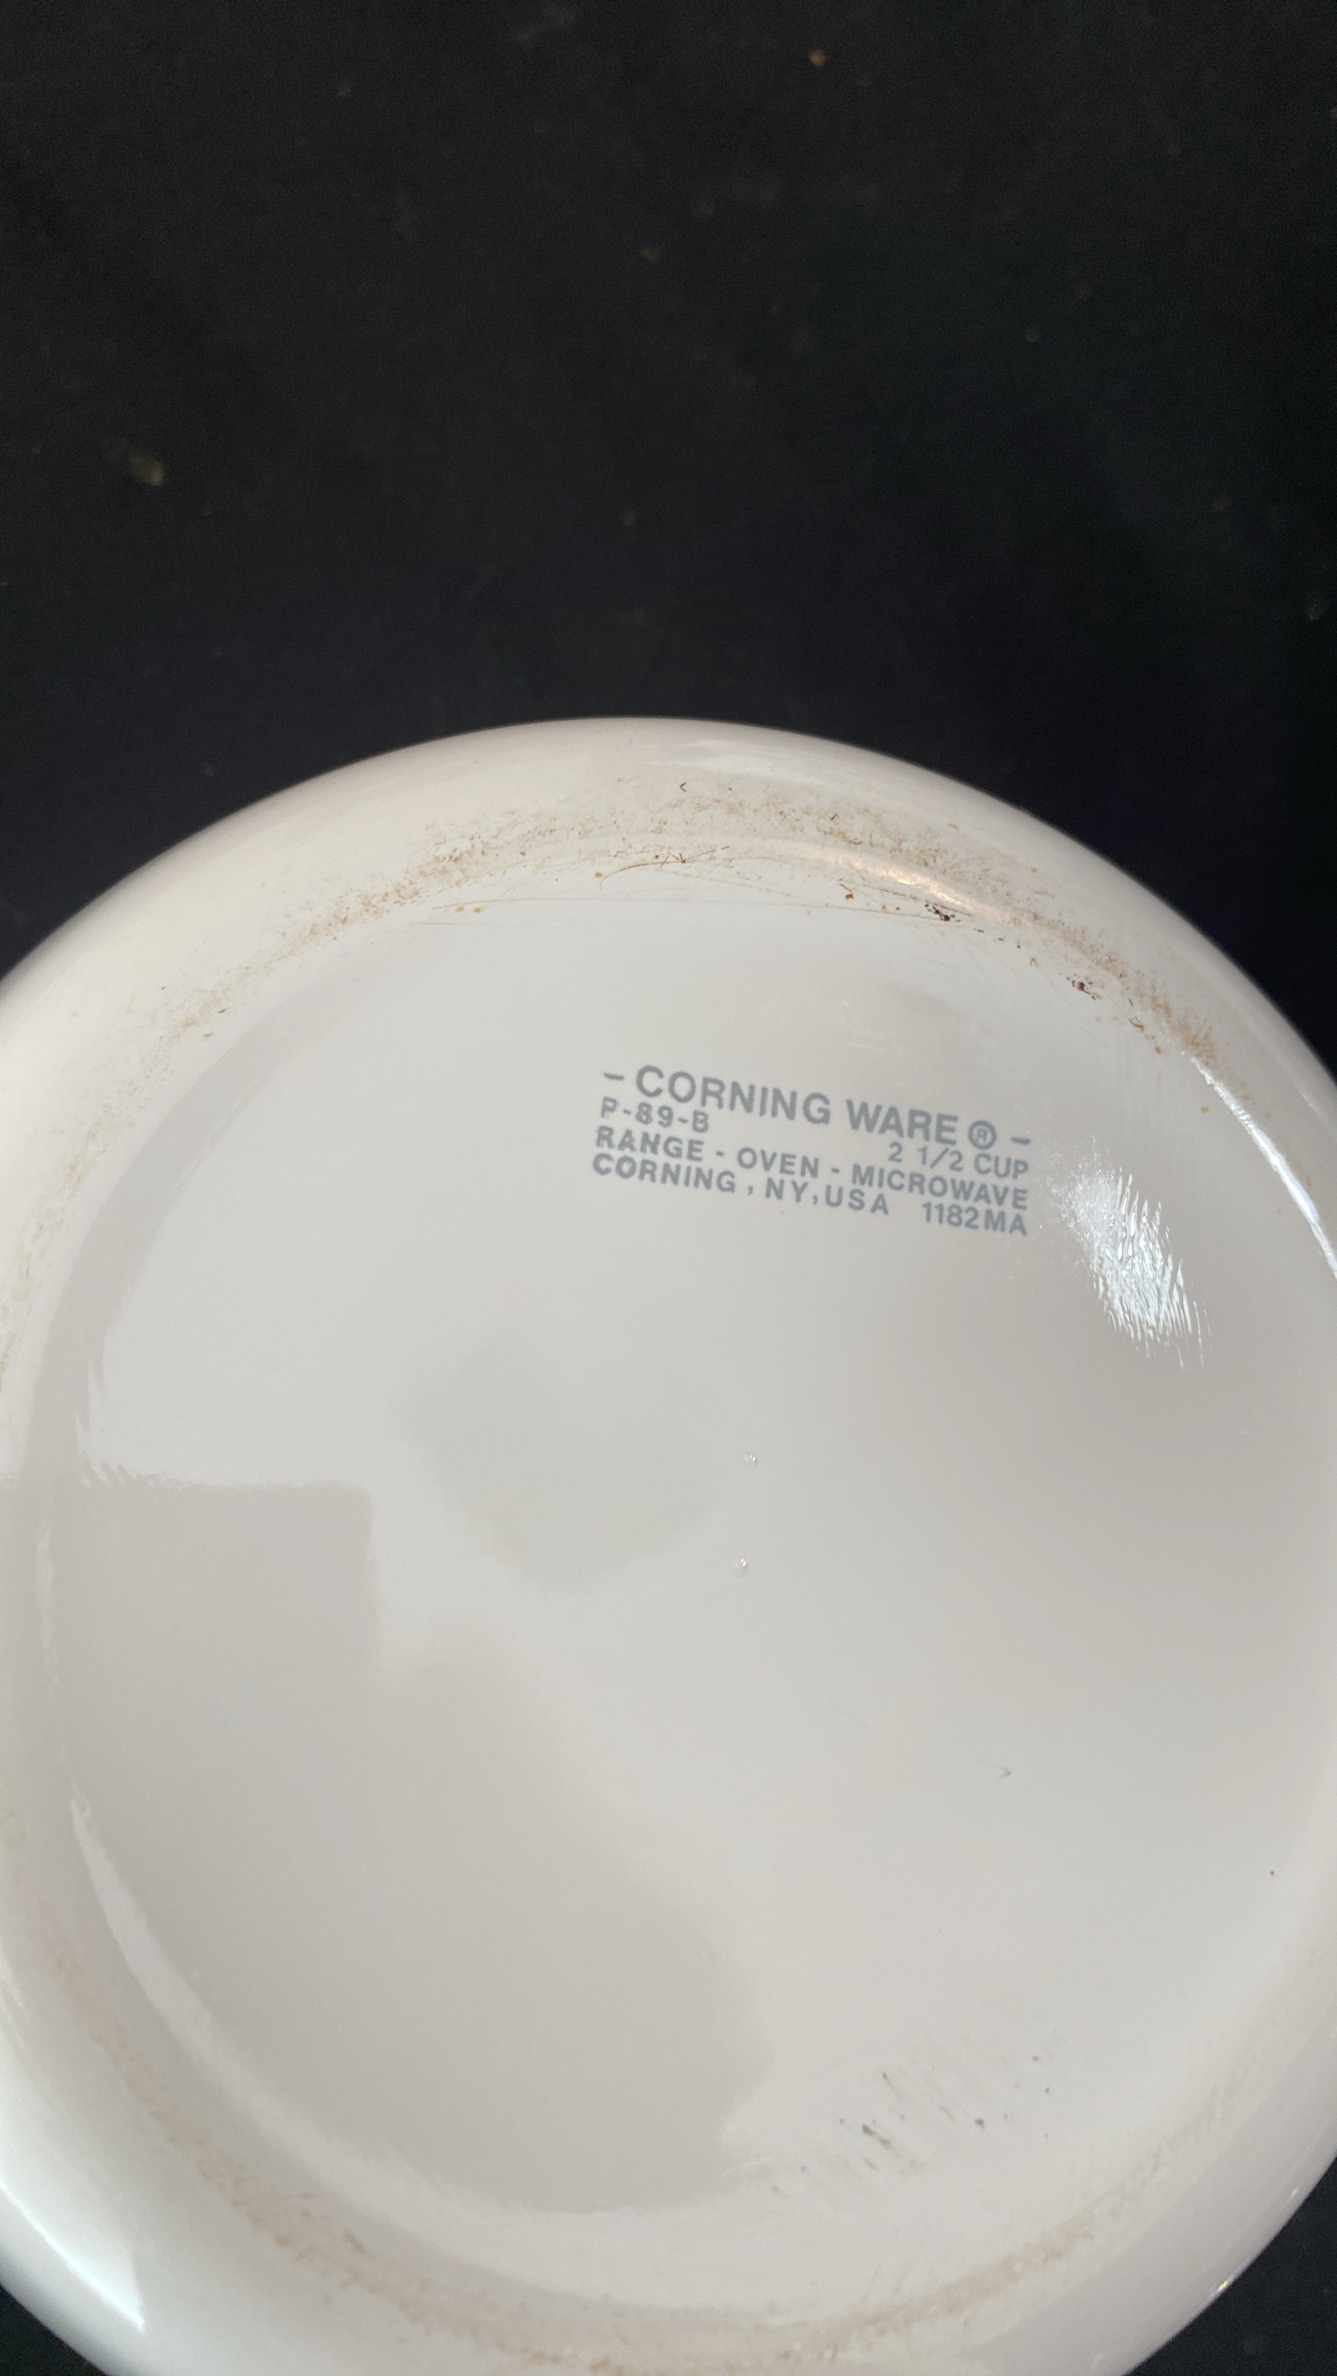 - CORNING WARE ® -
P-89-B 2 1/2 CUP
RANGE - OVEN - MICROWAVE
CORNING , NY, USA 1182MA